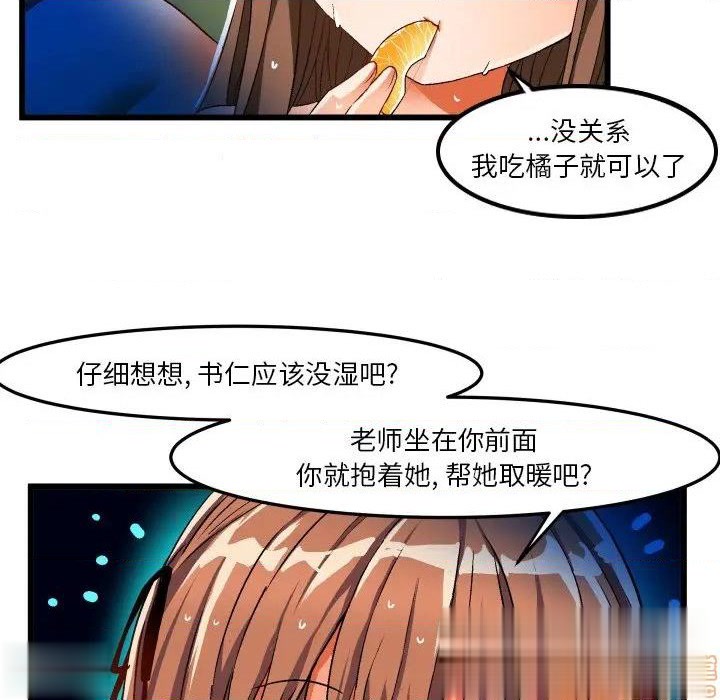 ...没关系
我吃橘子就可以了
仔细想想, 书仁应该没湿吧?
老师坐在你前面
你就抱着她, 帮她取暖吧?